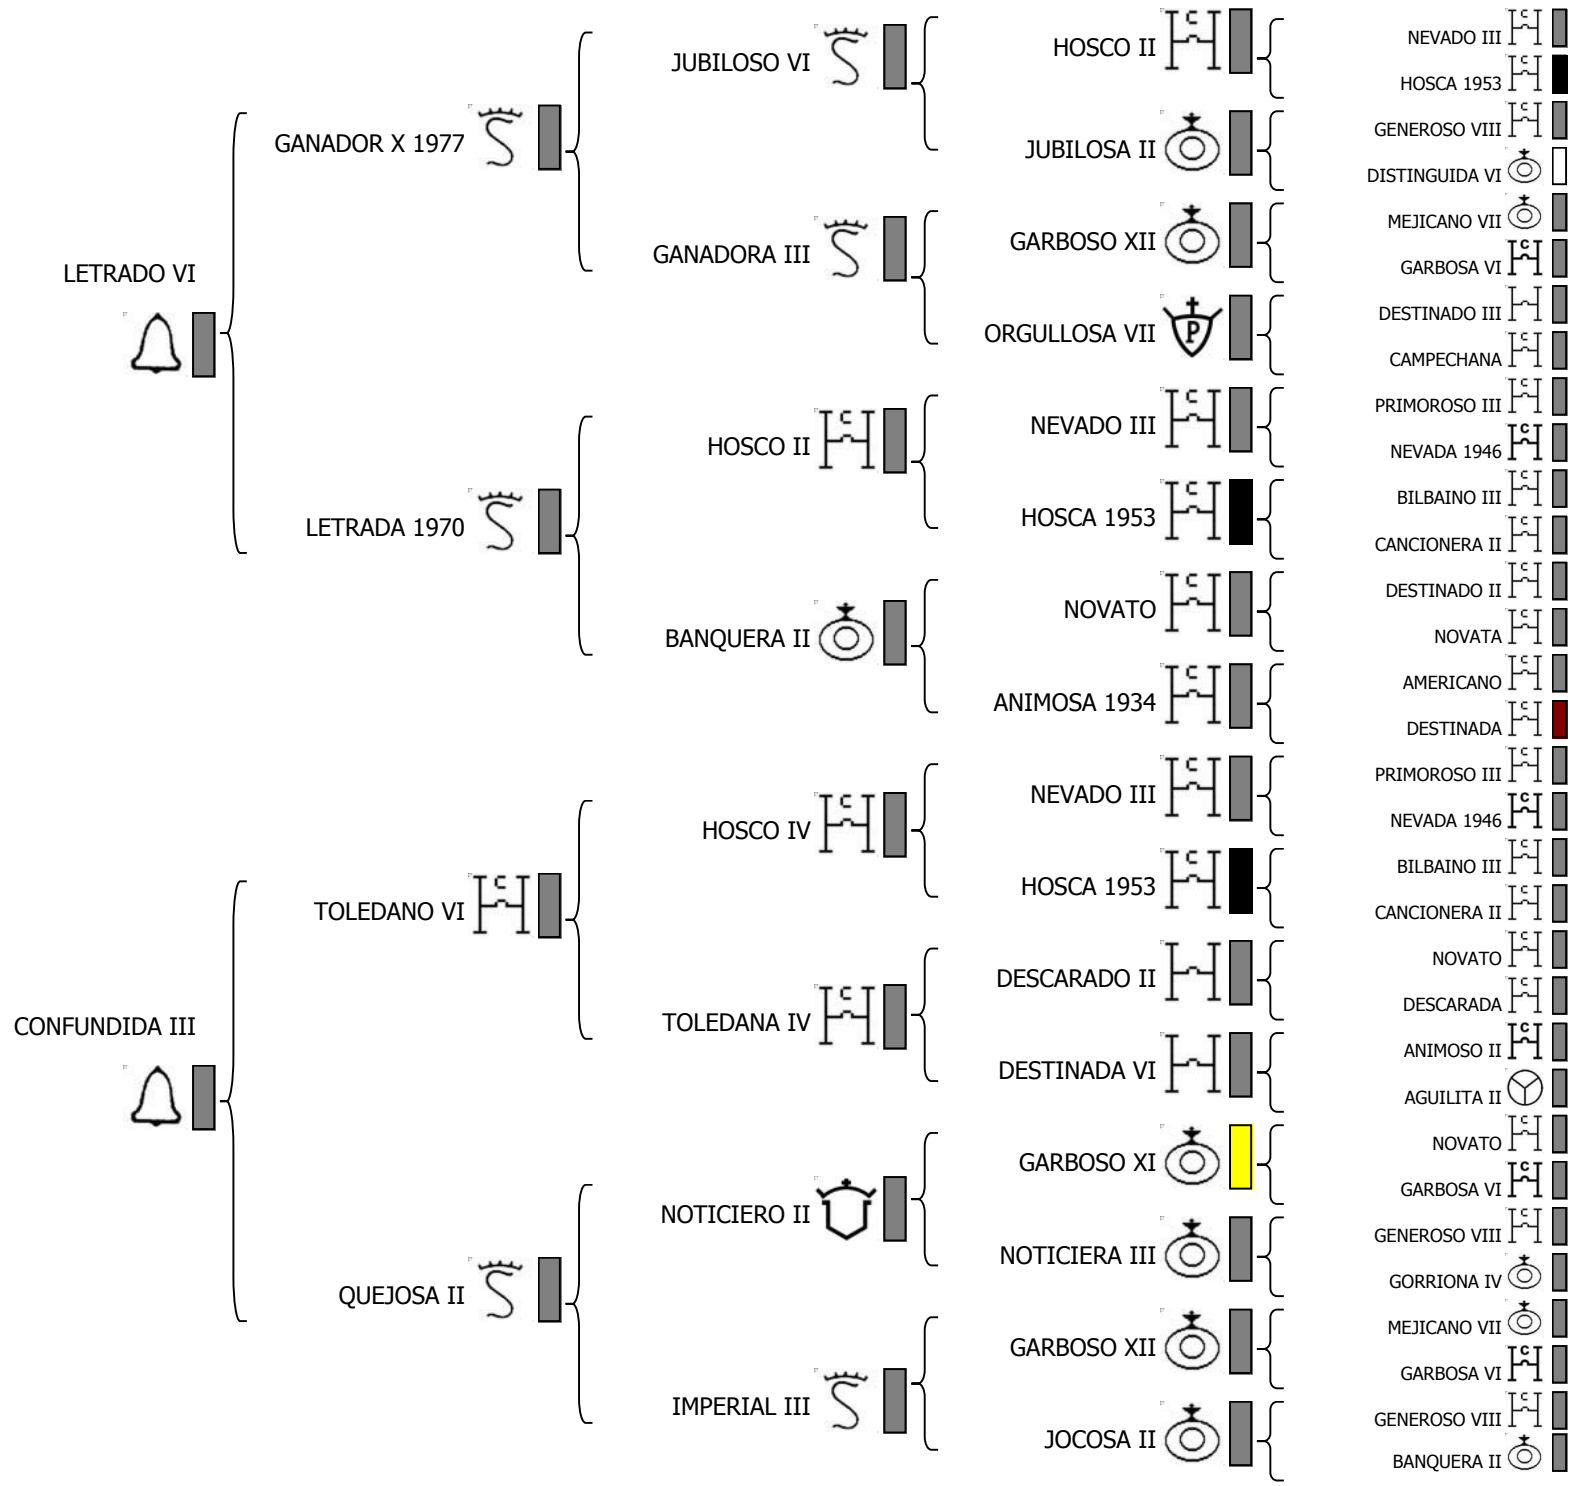 LETRADO VI
CONFUNDIDA III
GANADOR X 1977
LETRADA 1970
TOLEDANO VI
QUEJOSA II
JUBILOSO VI
GANADORA III
HOSCO II
BANQUERA II
HOSCO IV
TOLEDANA IV
NOTICIERO II
IMPERIAL III
HOSCO II
JUBILOSA II
GARBOSO XII
ORGULLOSA VII
NEVADO III
HOSCA 1953
NOVATO
ANIMOSA 1934
NEVADO III
HOSCA 1953
DESCARADO II
DESTINADA VI
GARBOSO XI
NOTICIERA III
GARBOSO XII
JOCOSA II
NEVADO III
HOSCA 1953
GENEROSO VIII
DISTINGUIDA VI
MEJICANO VII
GARBOSA VI
DESTINADO III
CAMPECHANA
PRIMOROSO III
NEVADA 1946
BILBAINO III
CANCIONERA II
DESTINADO II
NOVATA
AMERICANO
DESTINADA
PRIMOROSO III
NEVADA 1946
BILBAINO III
CANCIONERA II
NOVATO
DESCARADA
ANIMOSO II
AGUILITA II
NOVATO
GARBOSA VI
GENEROSO VIII
GORRIONA IV
MEJICANO VII
GARBOSA VI
GENEROSO VIII
BANQUERA II